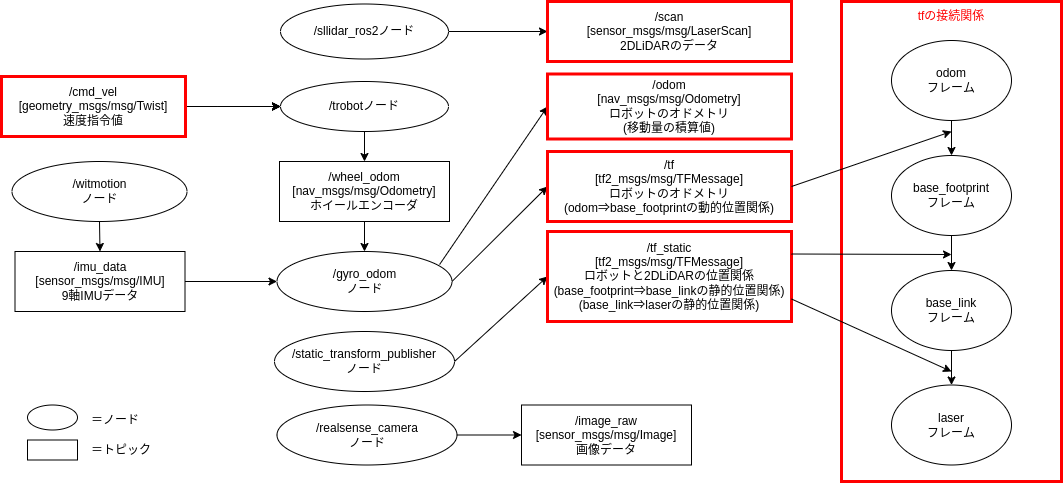 /sllidar_ros2ノード
/scan
[sensor_msgs/msg/LaserScan]
2DLiDARのデータ
tfの接続関係
/cmd_vel
[geometry_msgs/msg/Twist]
速度指令値
/trobotノード
/odom
[nav_msgs/msg/Odometry]
ロボットのオドメトリ
(移動量の積算値)
odom
フレーム
/witmotion
ノード
/wheel_odom
[nav_msgs/msg/Odometry]
ホイールエンコーダ
/tf
[tf2_msgs/msg/TFMessage]
ロボットのオドメトリ
(odom⇒base_footprintの動的位置関係)
base_footprint
フレーム
/imu_data
[sensor_msgs/msg/IMU]
9軸IMUデータ
/gyro_odom
ノード
/tf_static
[tf2_msgs/msg/TFMessage]
ロボットと2DLiDARの位置関係
(base_footprint⇒base_linkの静的位置関係)
(base_link⇒laserの静的位置関係)
base_link
フレーム
/static_transform_publisher
ノード
/realsense_camera
ノード
/image_raw
[sensor_msgs/msg/Image]
画像データ
laser
フレーム
＝ノード
＝トピック